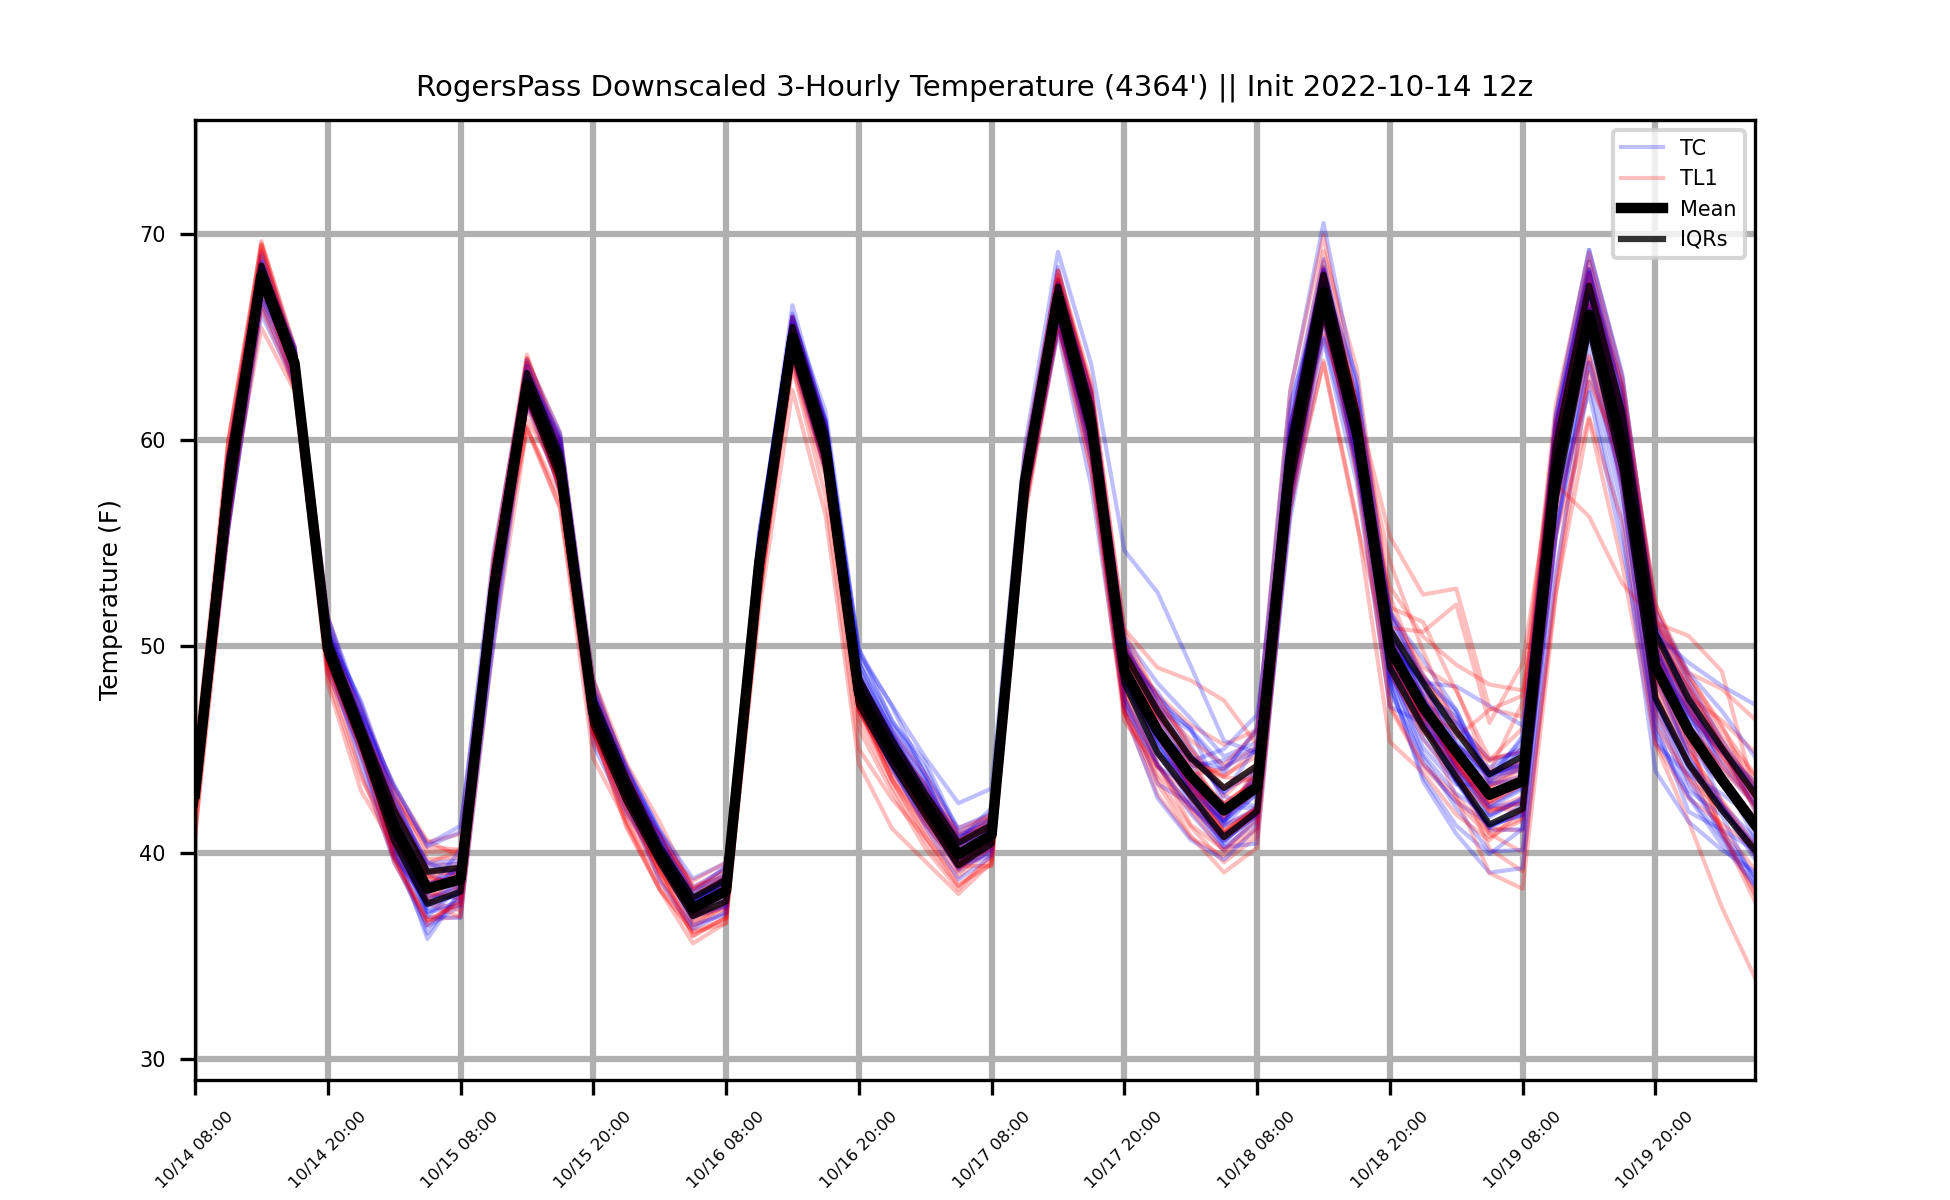 RogersPass Downscaled 3-Hourly Temperature (4364') || Init 2022-10-14 12z
TC
TL1
Mean
IQRs
Temperature (F)
70
60
50
40
30
10/14 08:00
10/14 20:00
10/15 08:00
10/15 20:00
10/16 08:00
10/16 20:00
10/17 08:00
10/17 20:00
10/18 08:00
10/18 20:00
10/19 08:00
10/19 20:00